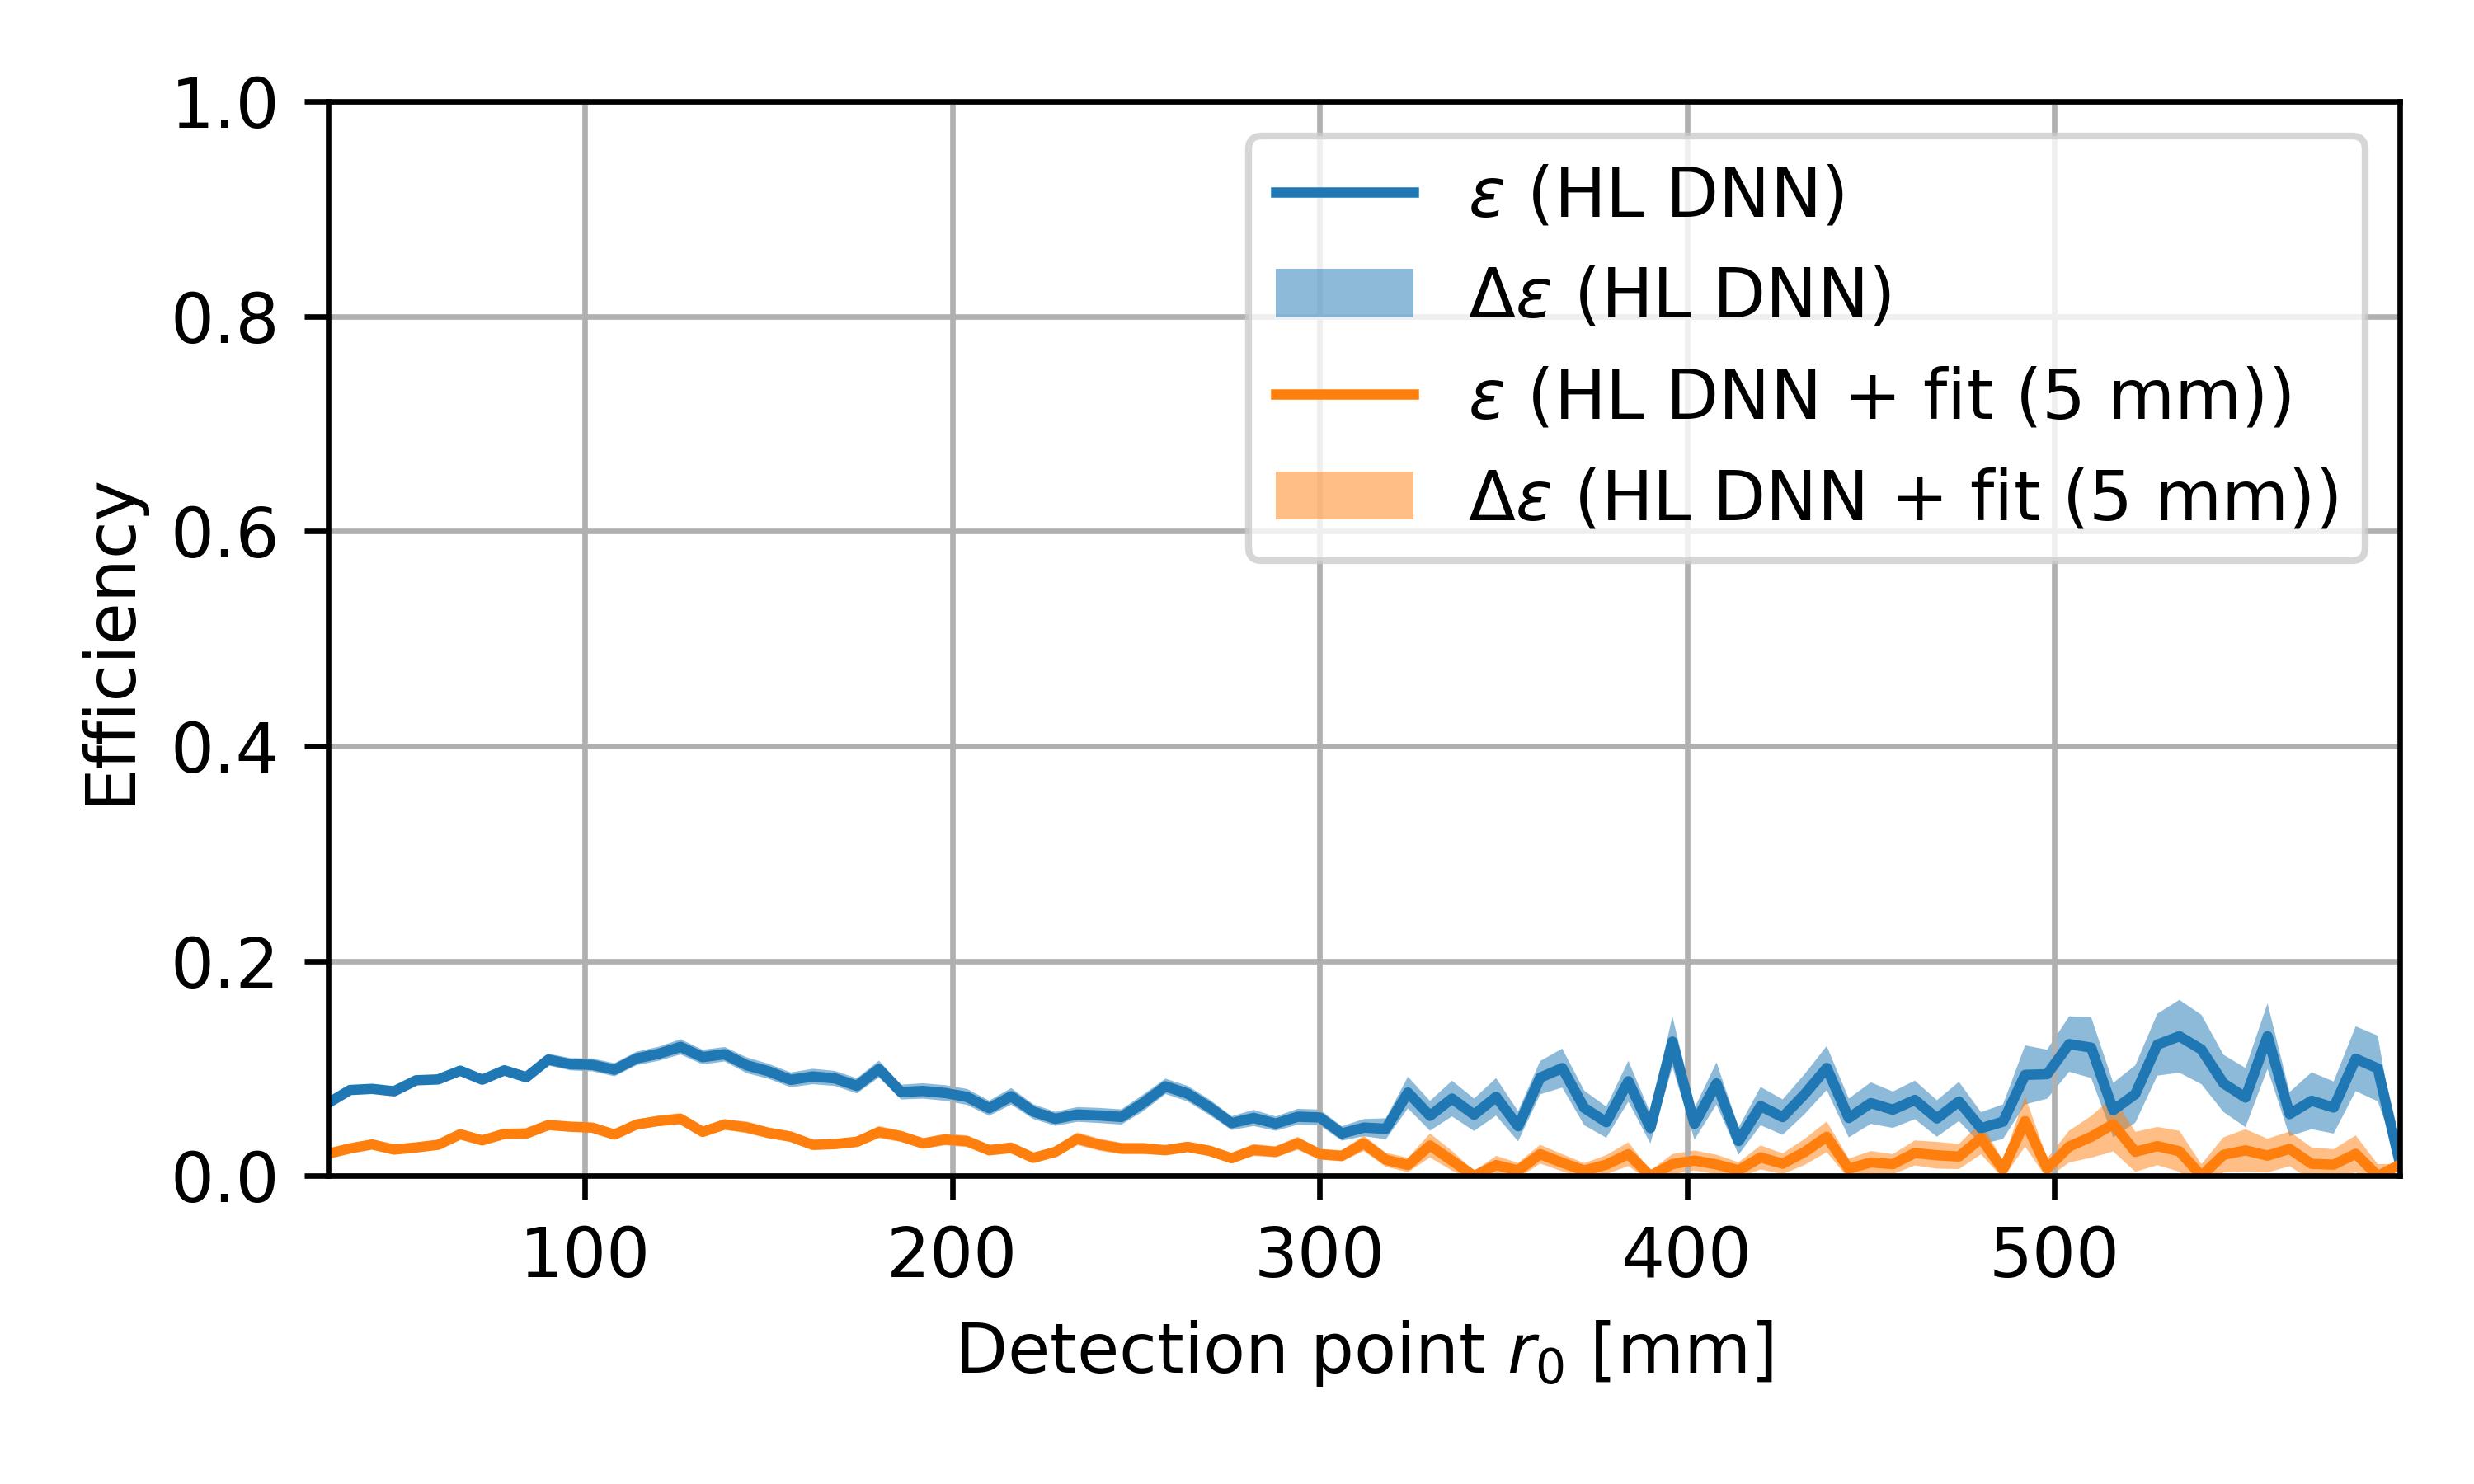 1.0
0.8
0.6
0.4
0.2
0.0
Efficiency
ε (HL DNN)
Δε (HL DNN)
ε (HL DNN + fit (5 mm))
Δε (HL DNN + fit (5 mm))
100 200 300 400 500
Detection point r₀ [mm]